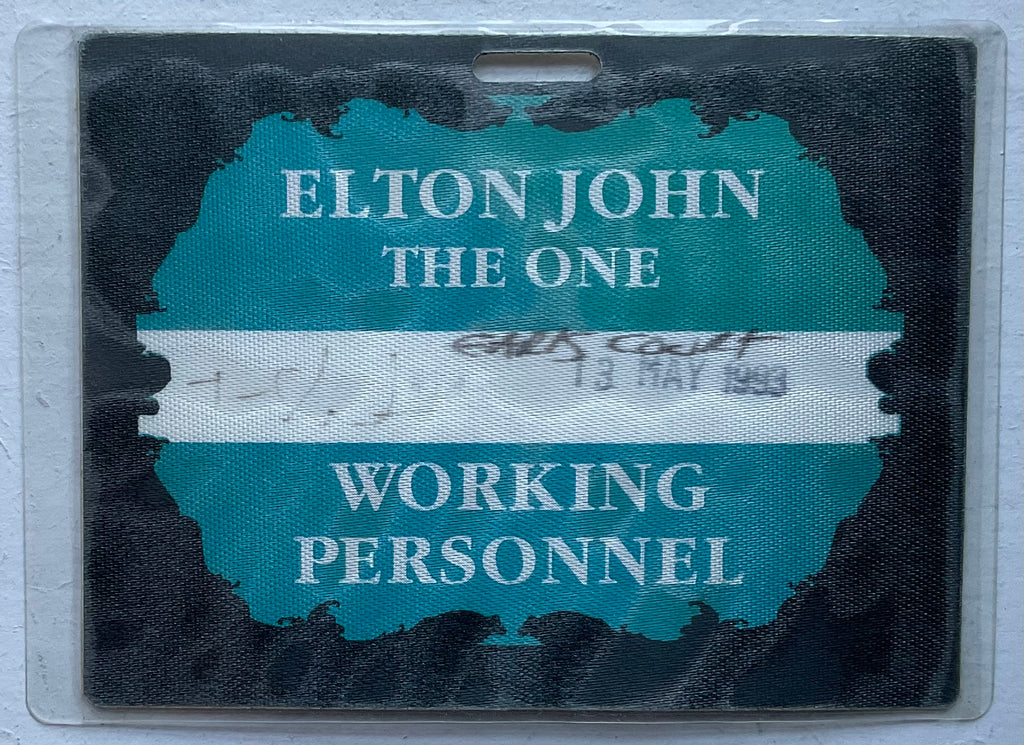 ELTON JOHN
THE ONE
EARLS COURT
13 MAY 1993
WORKING
PERSONNEL